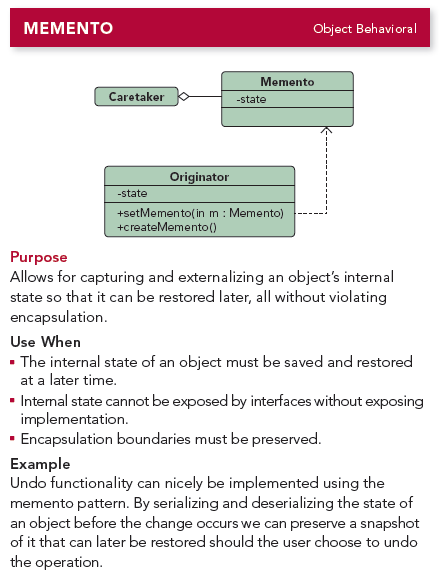 MEMENTO
Object Behavioral
Caretaker
Memento
-state
Originator
-state
+setMemento(in m : Memento)
+createMemento()
Purpose
Allows for capturing and externalizing an object's internal
state so that it can be restored later, all without violating
encapsulation.
Use When
▪ The internal state of an object must be saved and restored
at a later time.
▪ Internal state cannot be exposed by interfaces without exposing
implementation.
▪ Encapsulation boundaries must be preserved.
Example
Undo functionality can nicely be implemented using the
memento pattern. By serializing and deserializing the state of
an object before the change occurs we can preserve a snapshot
of it that can later be restored should the user choose to undo
the operation.